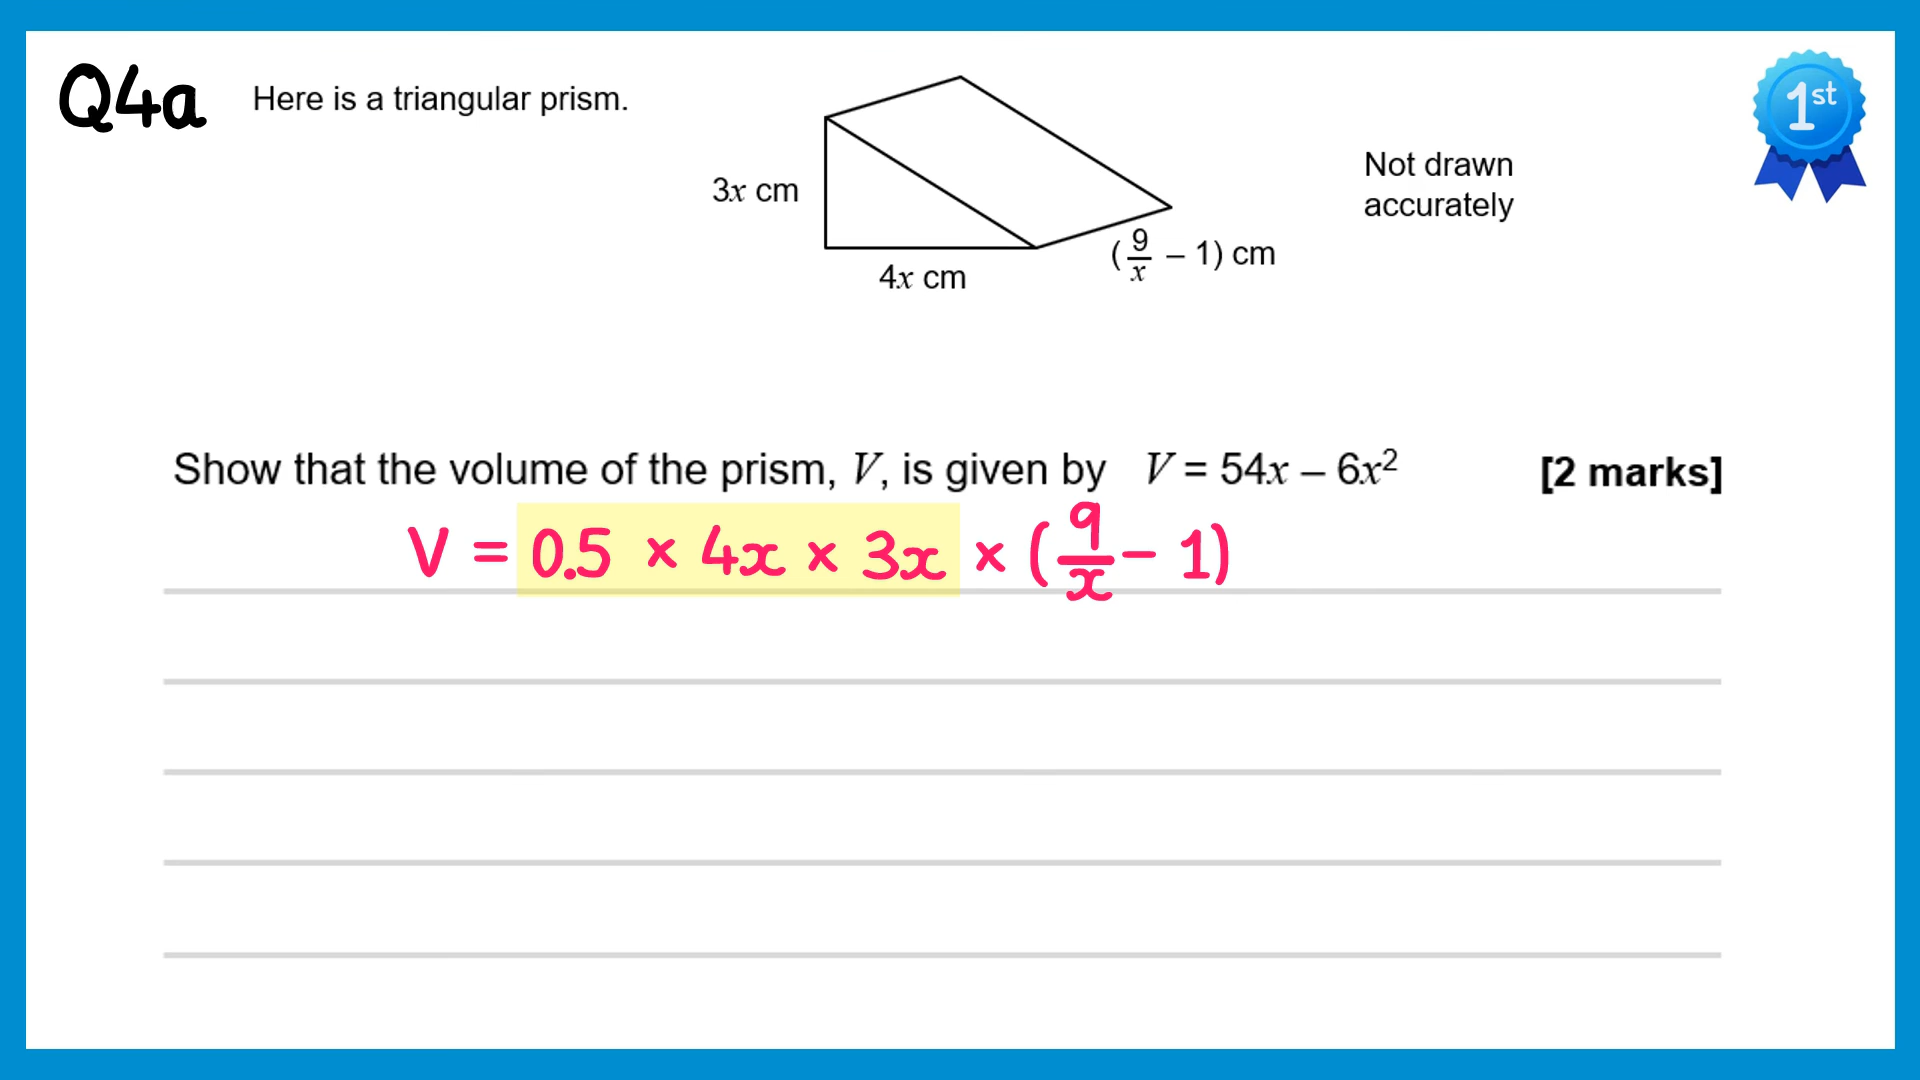 Q4a Here is a triangular prism.
1st
Not drawn
accurately
3x cm
4x cm
(9/x – 1) cm
Show that the volume of the prism, V, is given by V = 54x – 6x² [2 marks]
V = 0.5 × 4x × 3x × (9/x – 1)